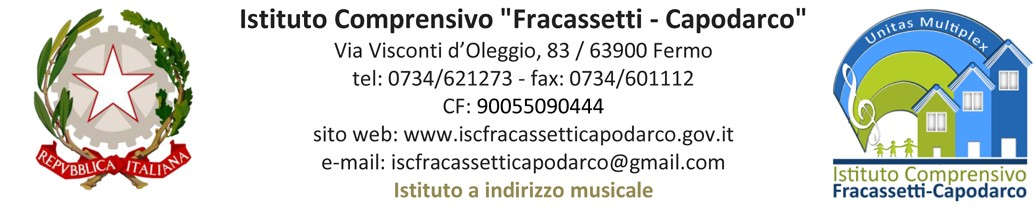 Istituto Comprensivo "Fracassetti - Capodarco"
Via Visconti d'Oleggio, 83 / 63900 Fermo
tel: 0734/621273 - fax: 0734/601112
CF: 90055090444
sito web: www.iscfracassetticapodarco.gov.it
e-mail: iscfracassetticapodarco@gmail.com
Istituto a indirizzo musicale
REPVBBLICA ITALIANA
Unitas Multiplex
Istituto Comprensivo
Fracassetti-Capodarco